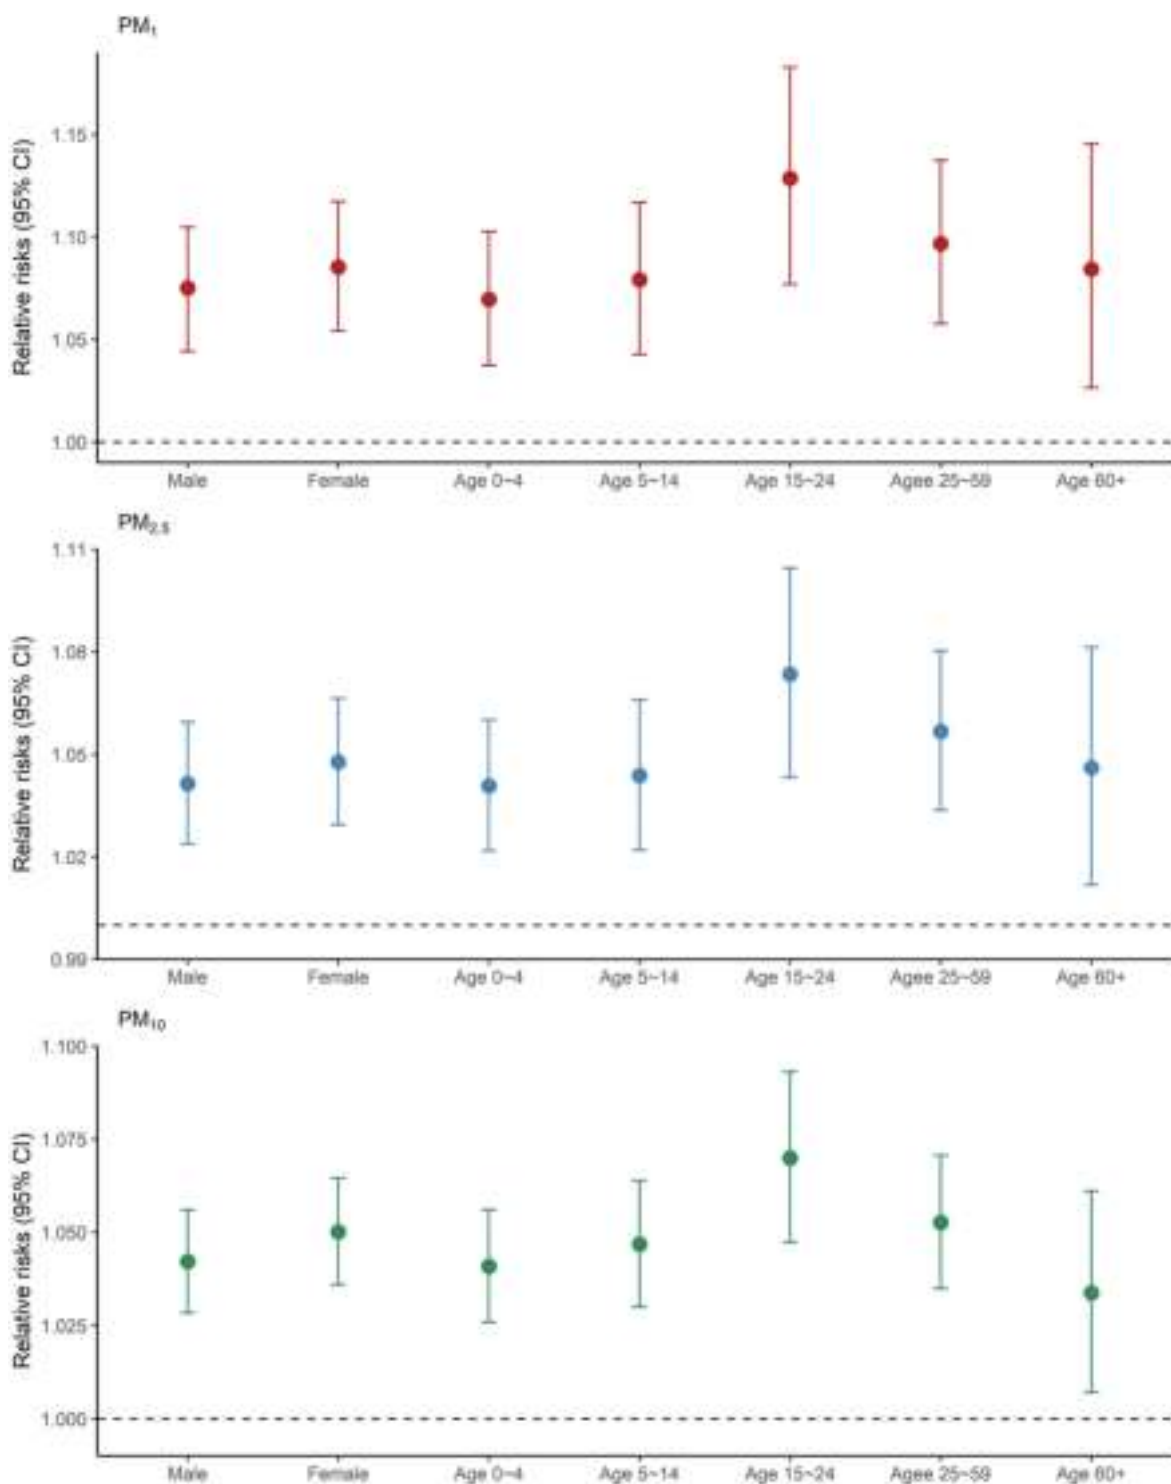 PM₁
Relative risks (95% CI)
1.15
1.10
1.05
1.00
Male Female Age 0~4 Age 5~14 Age 15~24 Agee 25~59 Age 60+
PM₂.₅
Relative risks (95% CI)
1.11
1.08
1.05
1.02
0.99
Male Female Age 0~4 Age 5~14 Age 15~24 Agee 25~59 Age 60+
PM₁₀
Relative risks (95% CI)
1.100
1.075
1.050
1.025
1.000
Male Female Age 0~4 Age 5~14 Age 15~24 Agee 25~59 Age 60+